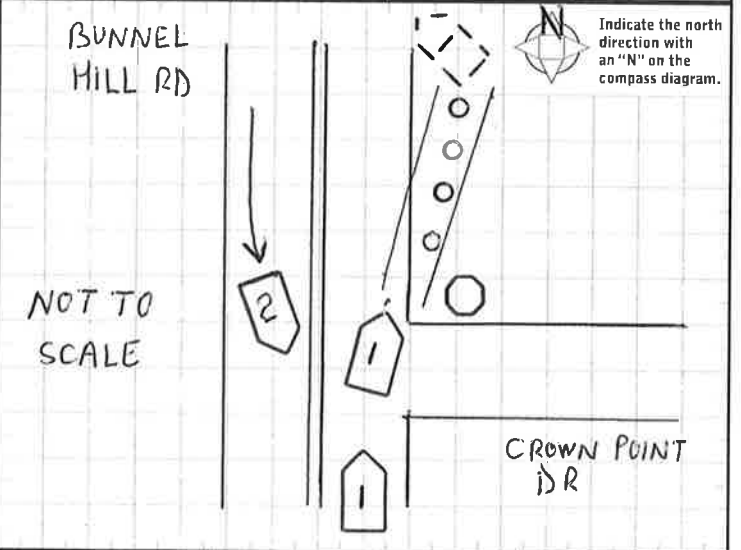 BUNNEL
HILL RD
N
Indicate the north
direction with
an "N" on the
compass diagram.
NOT TO
SCALE
2
1
1
CROWN POINT
DR